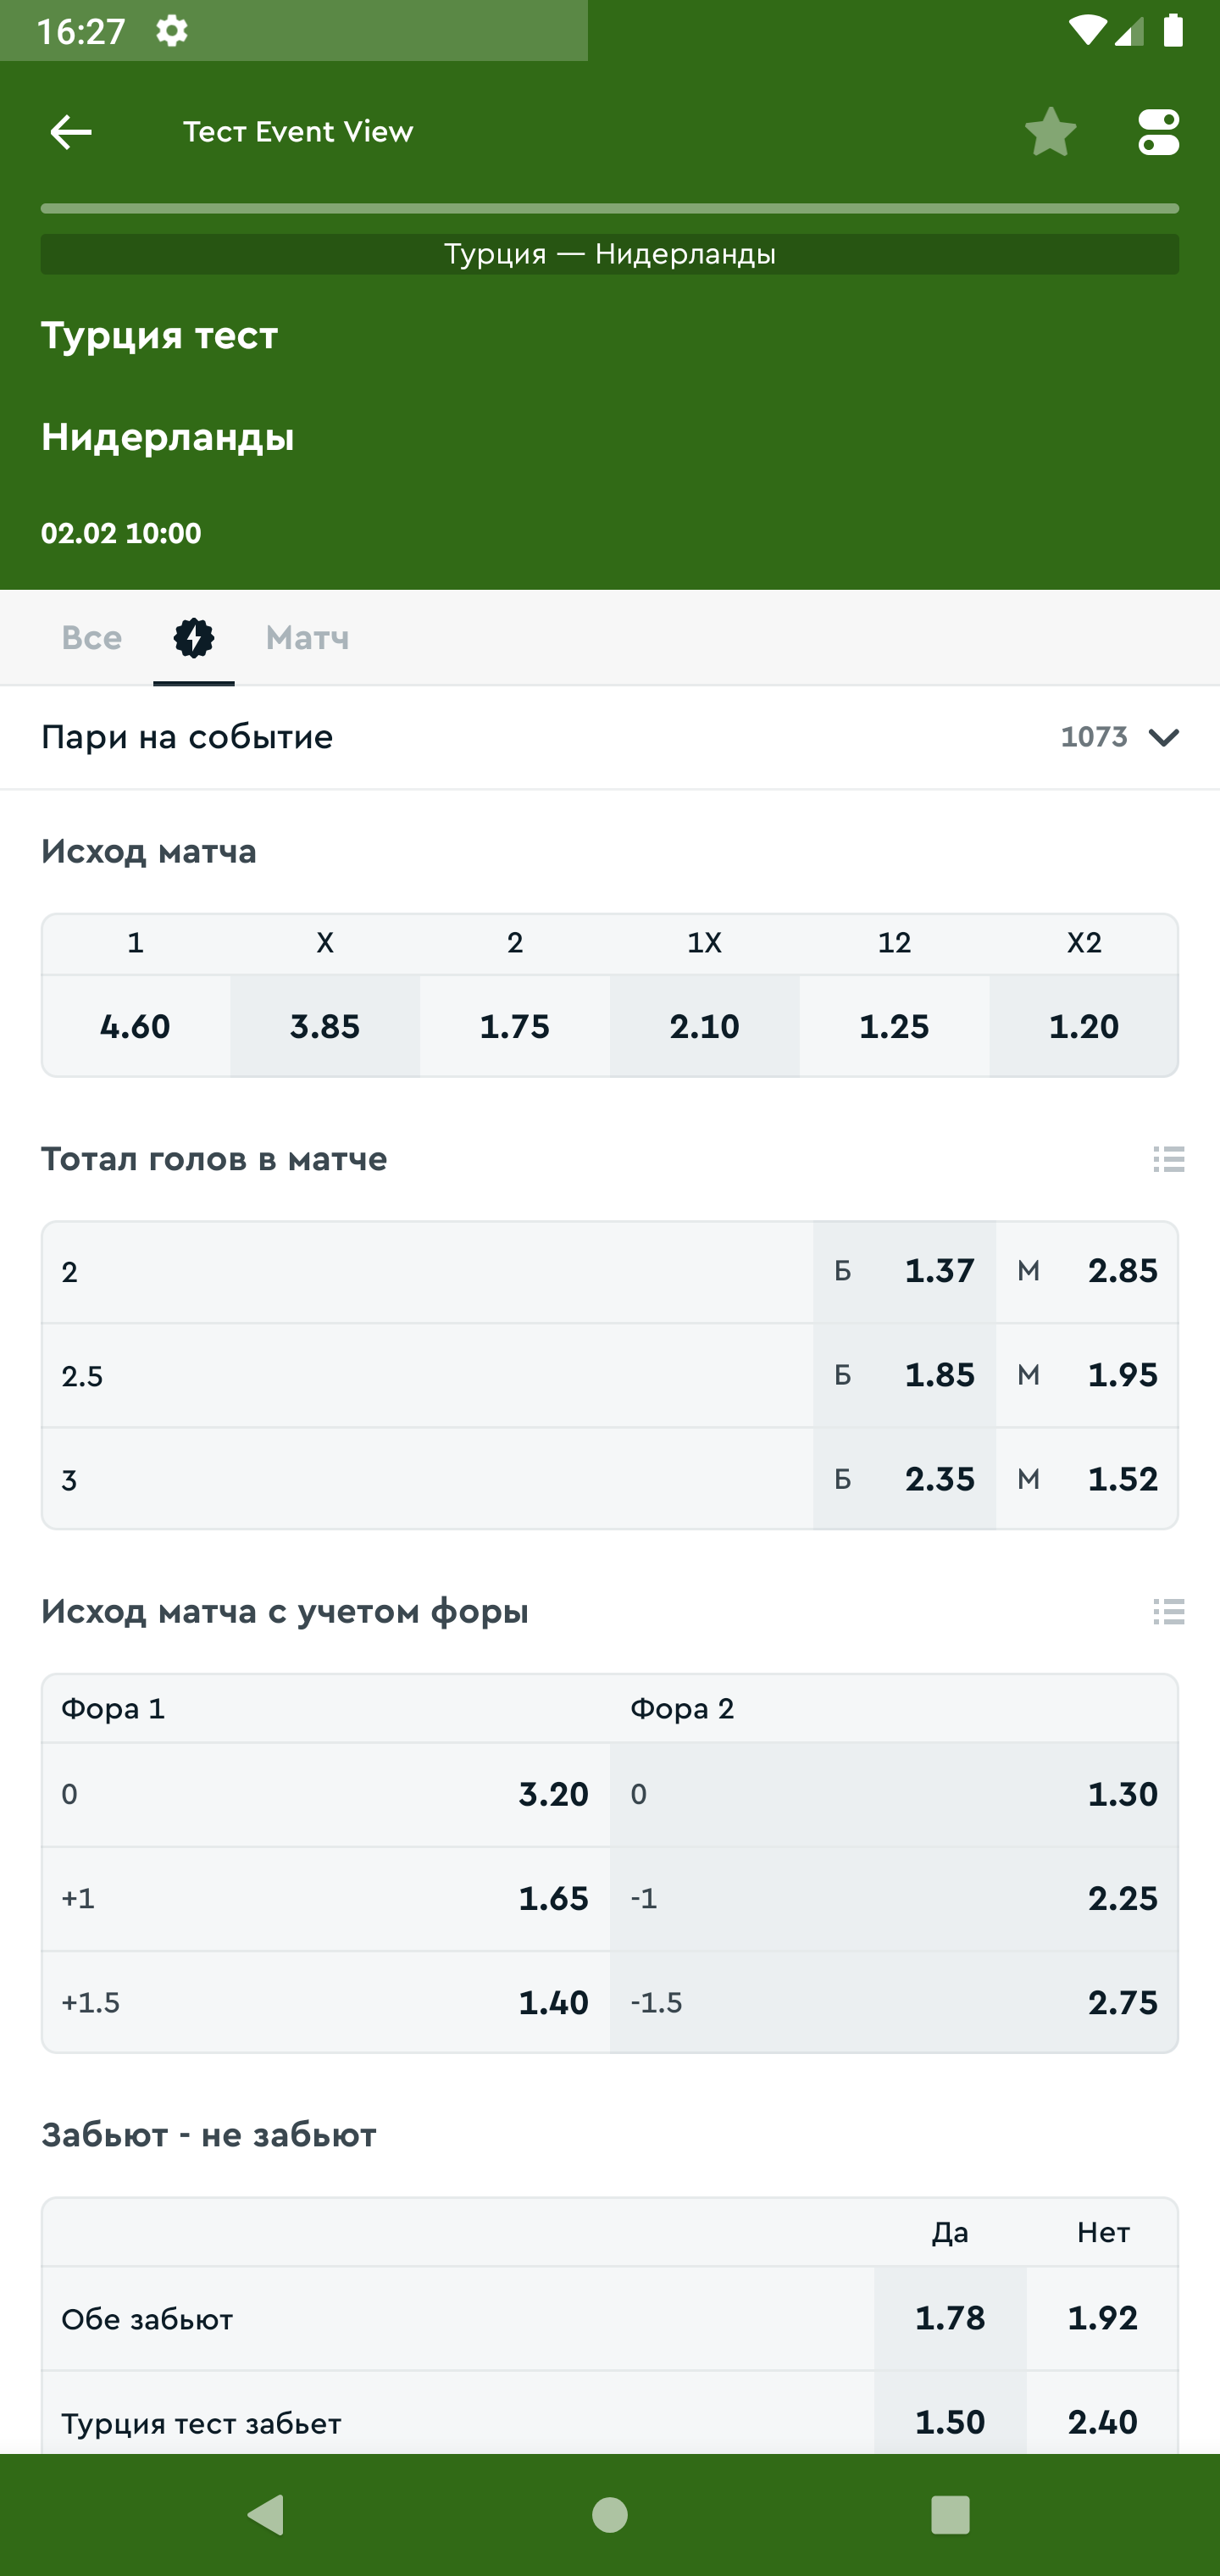 16:27
Тест Event View
Турция — Нидерланды
Турция тест
Нидерланды
02.02 10:00
Все Матч
Пари на событие 1073
Исход матча
1 X 2 1X 12 X2
4.60 3.85 1.75 2.10 1.25 1.20
Тотал голов в матче
2 Б 1.37 М 2.85
2.5 Б 1.85 М 1.95
3 Б 2.35 М 1.52
Исход матча с учетом форы
Фора 1 Фора 2
0 3.20 0 1.30
+1 1.65 -1 2.25
+1.5 1.40 -1.5 2.75
Забьют - не забьют
Да Нет
Обе забьют 1.78 1.92
Турция тест забьет 1.50 2.40